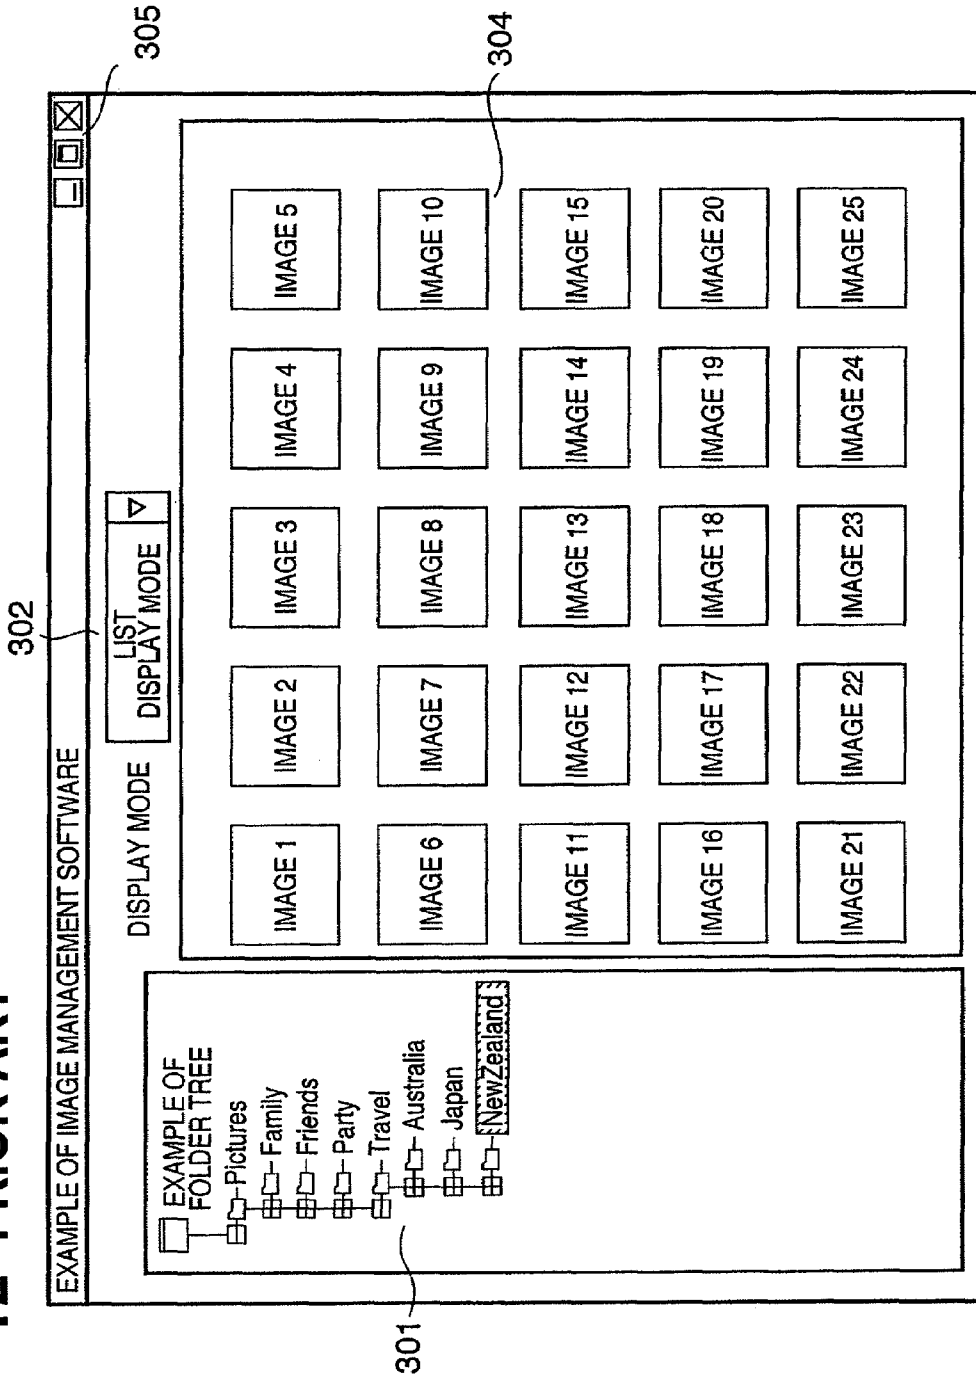 305
EXAMPLE OF IMAGE MANAGEMENT SOFTWARE
302
DISPLAY MODE
LIST
DISPLAY MODE
304
EXAMPLE OF
FOLDER TREE
Pictures
Family
Friends
Party
Travel
Australia
Japan
NewZealand
301
IMAGE 1
IMAGE 2
IMAGE 3
IMAGE 4
IMAGE 5
IMAGE 6
IMAGE 7
IMAGE 8
IMAGE 9
IMAGE 10
IMAGE 11
IMAGE 12
IMAGE 13
IMAGE 14
IMAGE 15
IMAGE 16
IMAGE 17
IMAGE 18
IMAGE 19
IMAGE 20
IMAGE 21
IMAGE 22
IMAGE 23
IMAGE 24
IMAGE 25